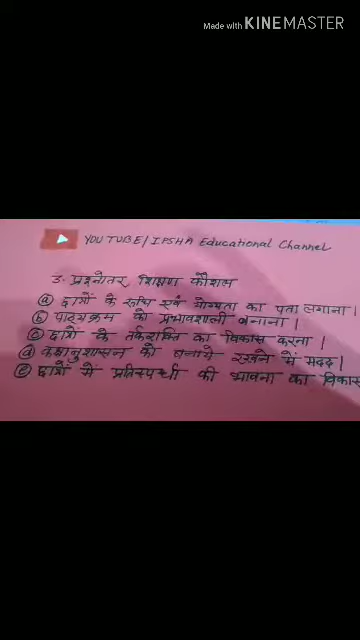 Made with KINEMASTER
YOU TUBE/IPSHA Educational Channel
3. प्रश्नोतर शिक्षण कौशल
ⓐ छात्रों के रूचि एवं योग्यता का पता लगाना।
ⓑ पाठ्यक्रम को प्रभावशाली बनाना।
ⓒ छात्रों के तर्कशक्ति का विकास करना।
ⓓ कक्षानुशासन को बनाये रखने में मदद।
ⓔ छात्रों में प्रतिस्पर्धा की भावना का विकास